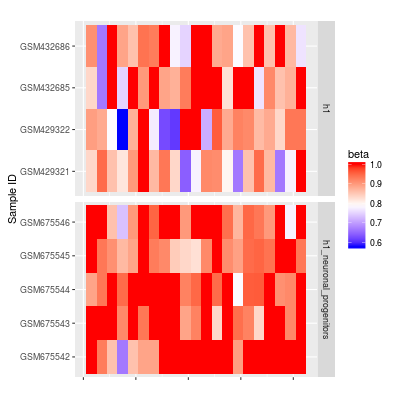 Sample ID
GSM432686
GSM432685
GSM429322
GSM429321
h1
GSM675546
GSM675545
GSM675544
GSM675543
GSM675542
h1_neuronal_progenitors
beta
1.0
0.9
0.8
0.7
0.6